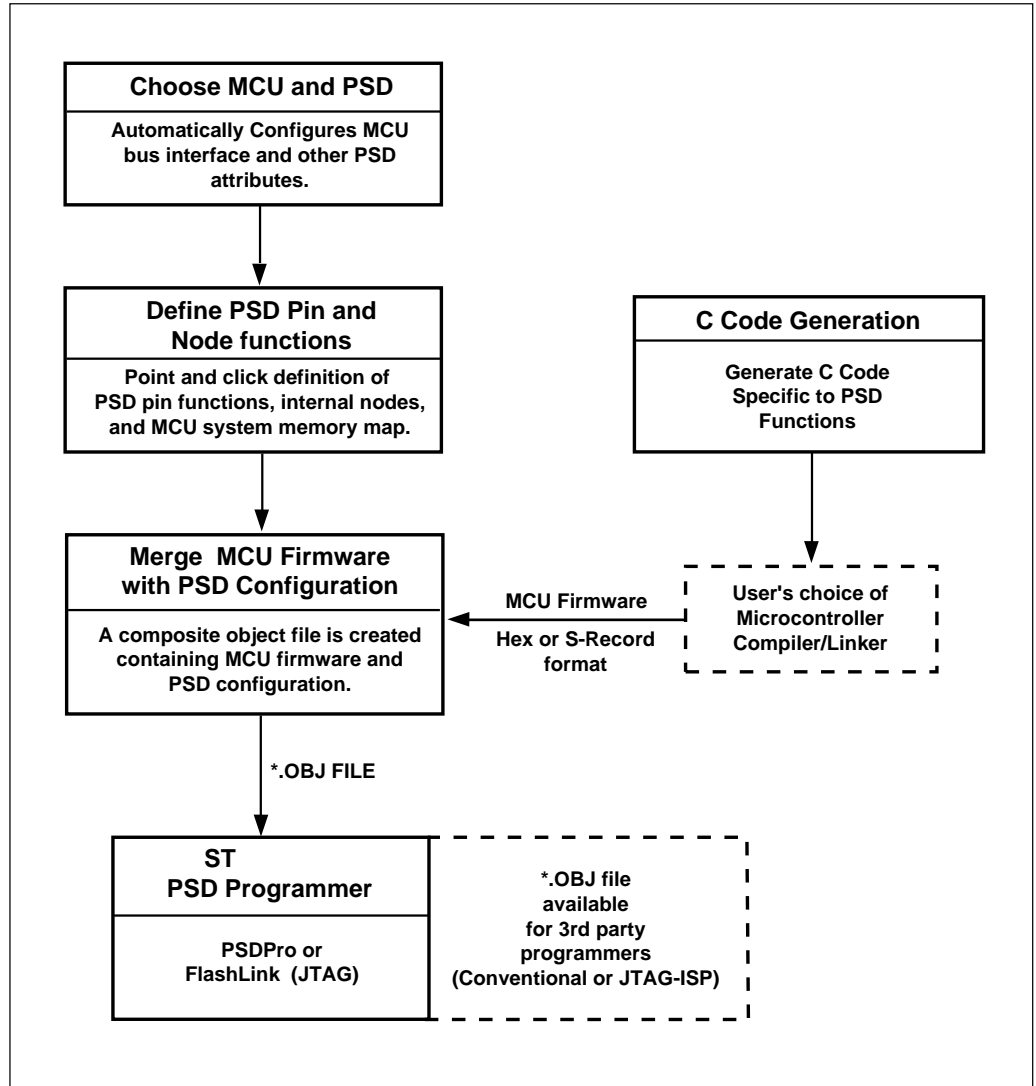 Choose MCU and PSD
Automatically Configures MCU
bus interface and other PSD
attributes.
Define PSD Pin and
Node functions
Point and click definition of
PSD pin functions, internal nodes,
and MCU system memory map.
C Code Generation
Generate C Code
Specific to PSD
Functions
Merge MCU Firmware
with PSD Configuration
A composite object file is created
containing MCU firmware and
PSD configuration.
MCU Firmware
Hex or S-Record
format
User's choice of
Microcontroller
Compiler/Linker
*.OBJ FILE
ST
PSD Programmer
PSDPro or
FlashLink (JTAG)
*.OBJ file
available
for 3rd party
programmers
(Conventional or JTAG-ISP)